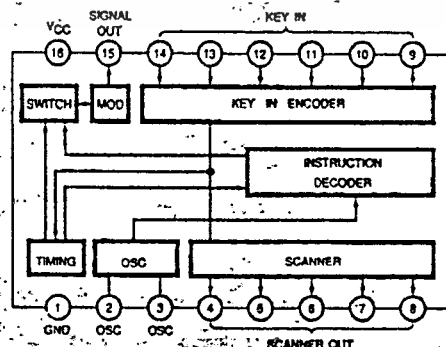 KEY IN
SIGNAL
VCC OUT
16 15 14 13 12 11 10 9
SWITCH MOD KEY IN ENCODER
INSTRUCTION
DECODER
TIMING OSC SCANNER
1 2 3 4 5 6 7 8
GND OSC OSC
SCANNER OUT